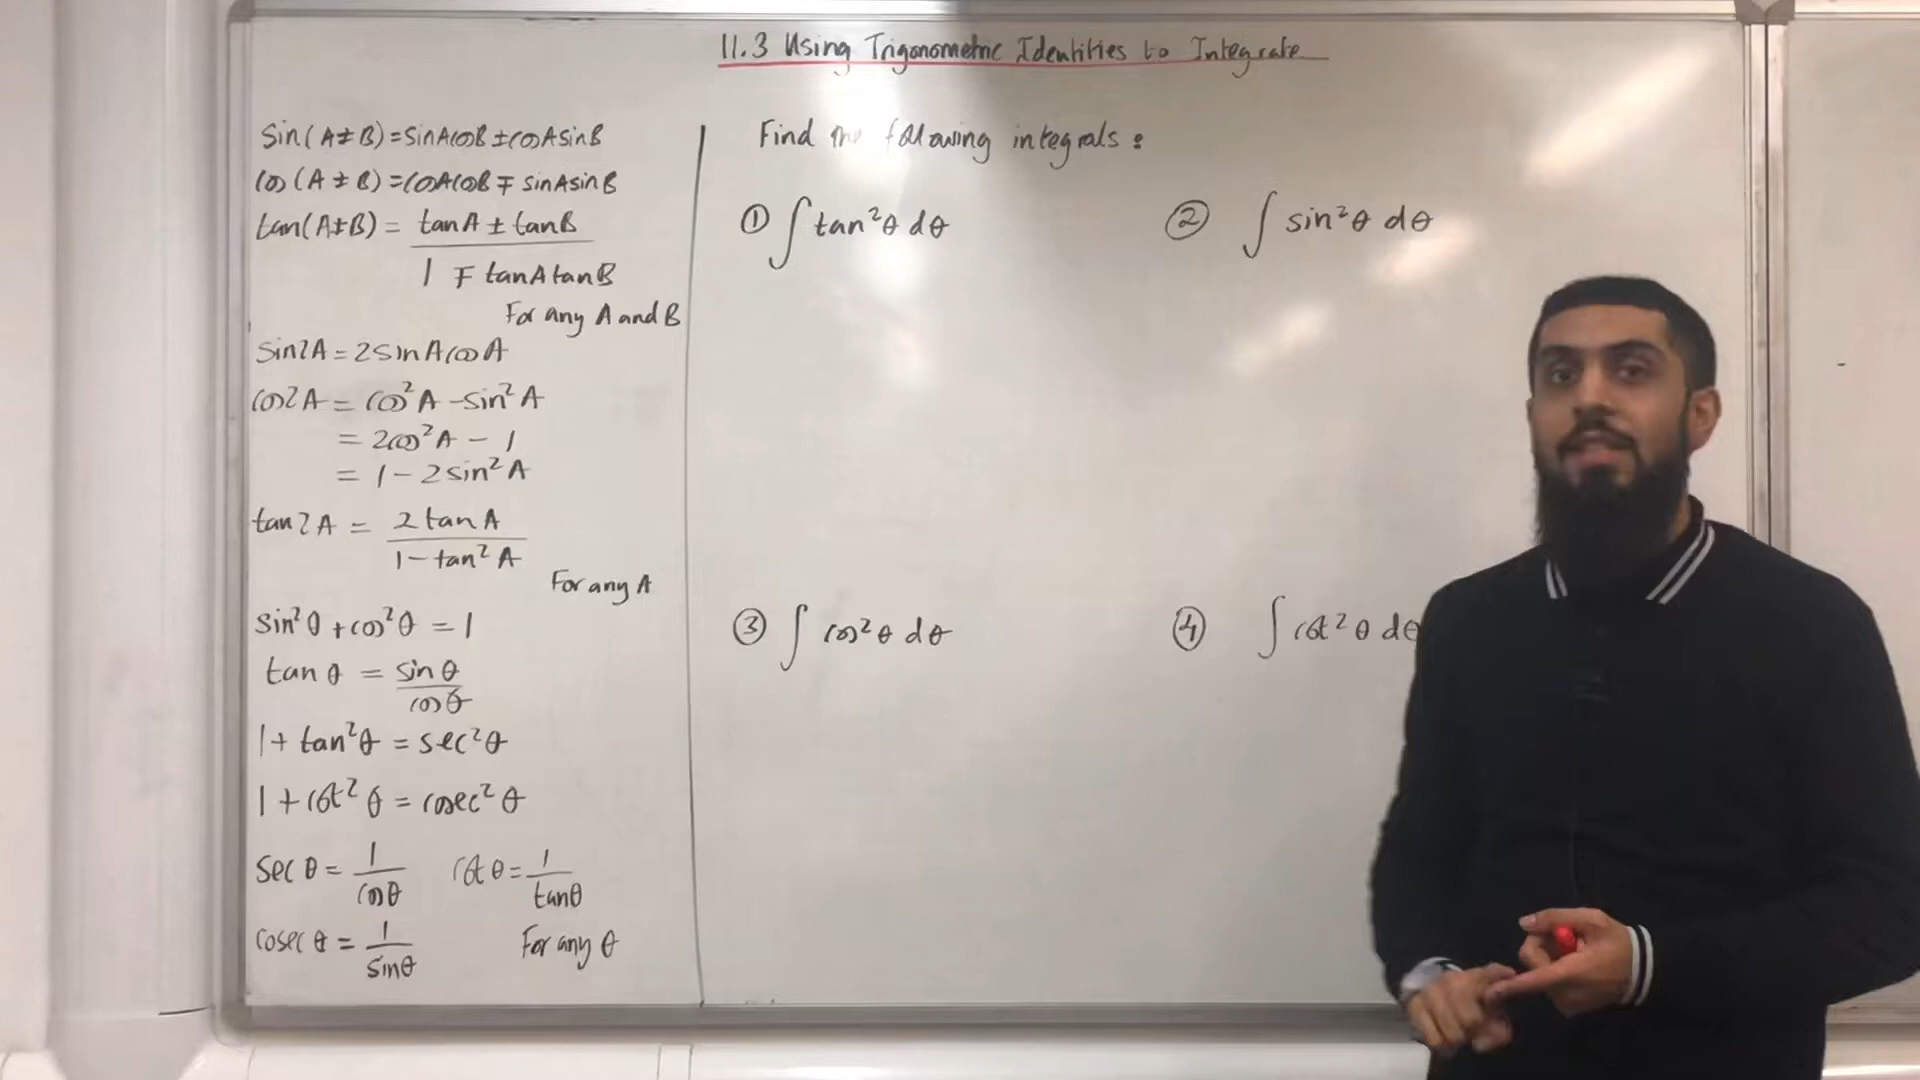 11.3 Using Trigonometric Identities to Integrate
Sin(A±B)=SinAcosB±cosAsinB
cos(A±B)=cosAcosB∓sinAsinB
tan(A±B)= tanA ± tanB
1 ∓ tanAtanB
For any A and B
Sin2A=2sinAcosA
cos2A = cos²A -sin²A
= 2cos²A - 1
= 1-2sin²A
tan2A = 2tanA
1-tan²A
For any A
sin²θ+cos²θ=1
tanθ = sinθ
cosθ
1+tan²θ=sec²θ
1+cot²θ=cosec²θ
Secθ= 1 cotθ= 1
cosθ tanθ
cosecθ= 1 For any θ
sinθ
Find the following integrals:
① ∫tan²θ dθ ② ∫sin²θ dθ
③ ∫cos²θ dθ ④ ∫cot²θ dθ